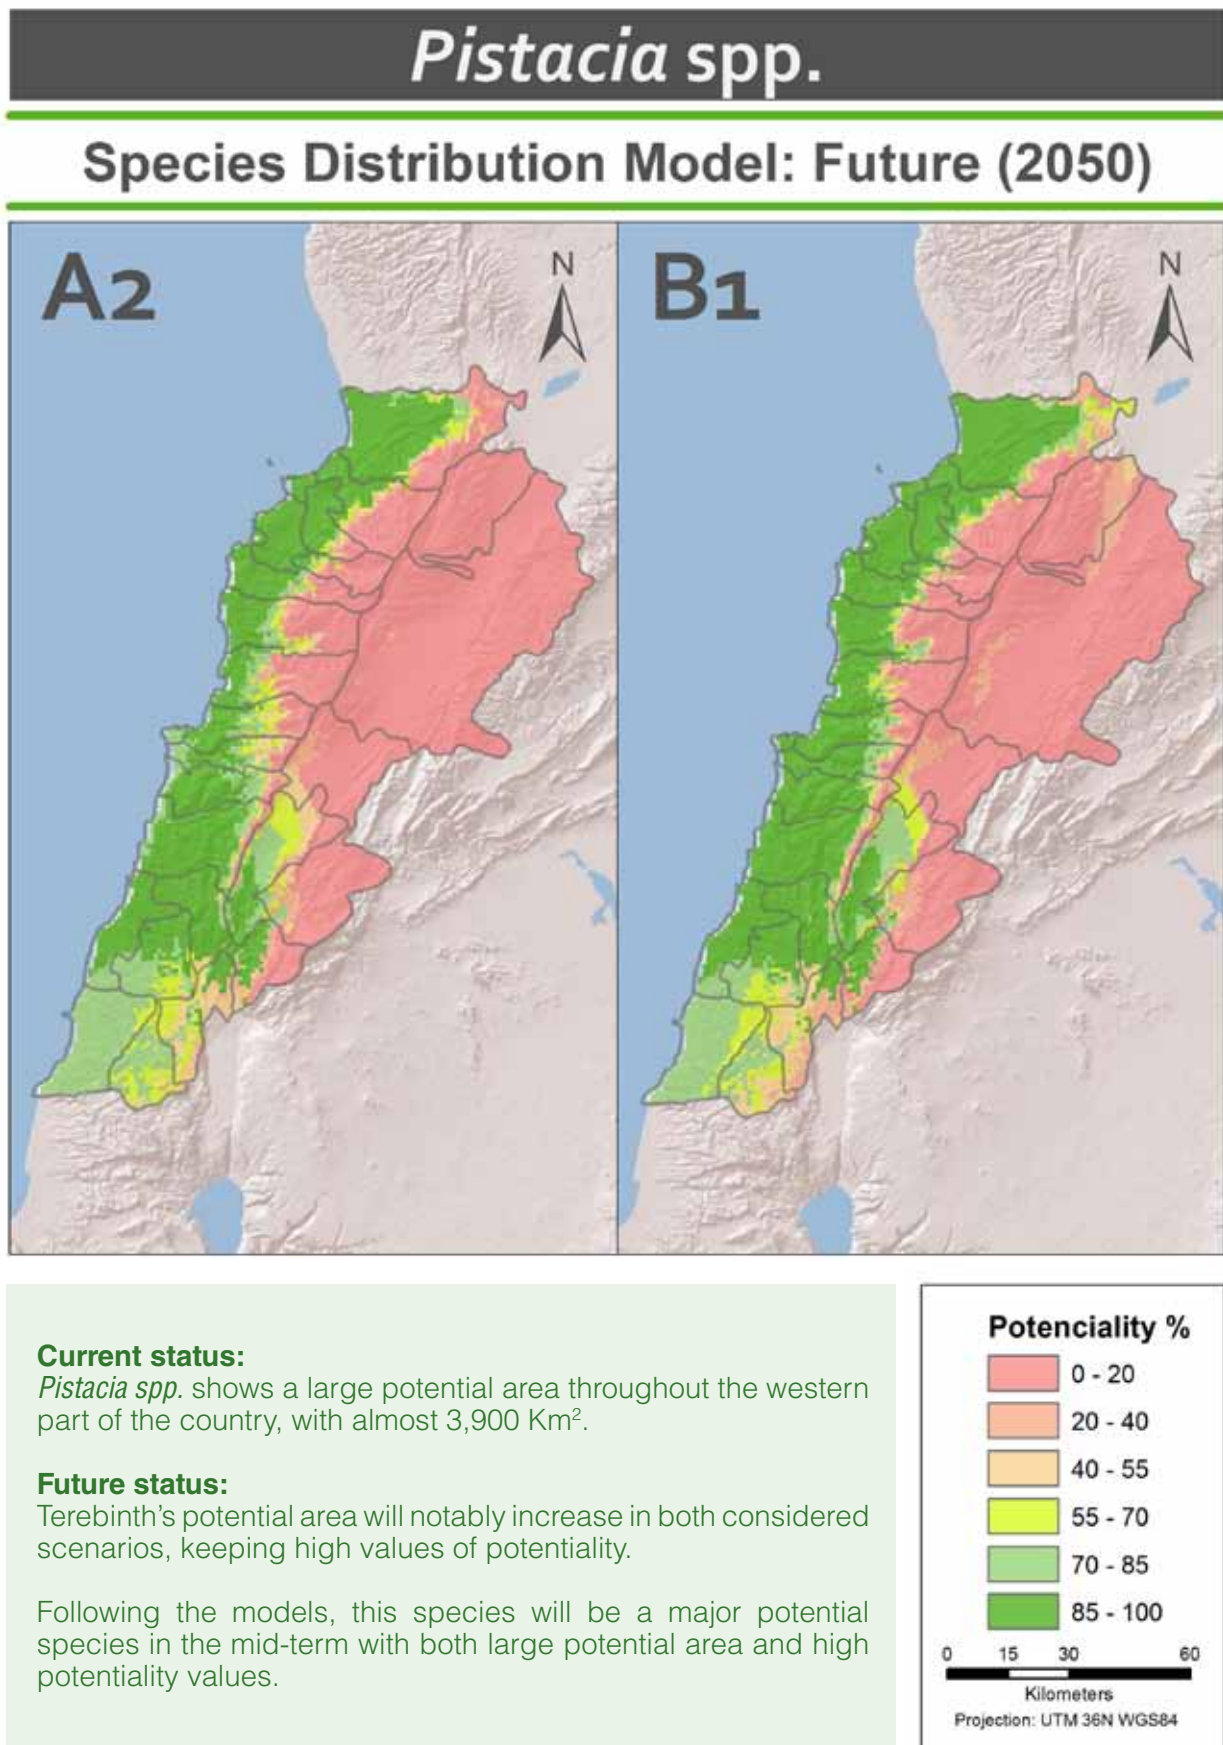 Pistacia spp.
Species Distribution Model: Future (2050)
A2
N
B1
N
Current status:
Pistacia spp. shows a large potential area throughout the western
part of the country, with almost 3,900 Km².
Future status:
Terebinth's potential area will notably increase in both considered
scenarios, keeping high values of potentiality.
Following the models, this species will be a major potential
species in the mid-term with both large potential area and high
potentiality values.
Potenciality %
0 - 20
20 - 40
40 - 55
55 - 70
70 - 85
85 - 100
0 15 30 60
Kilometers
Projection: UTM 36N WGS84